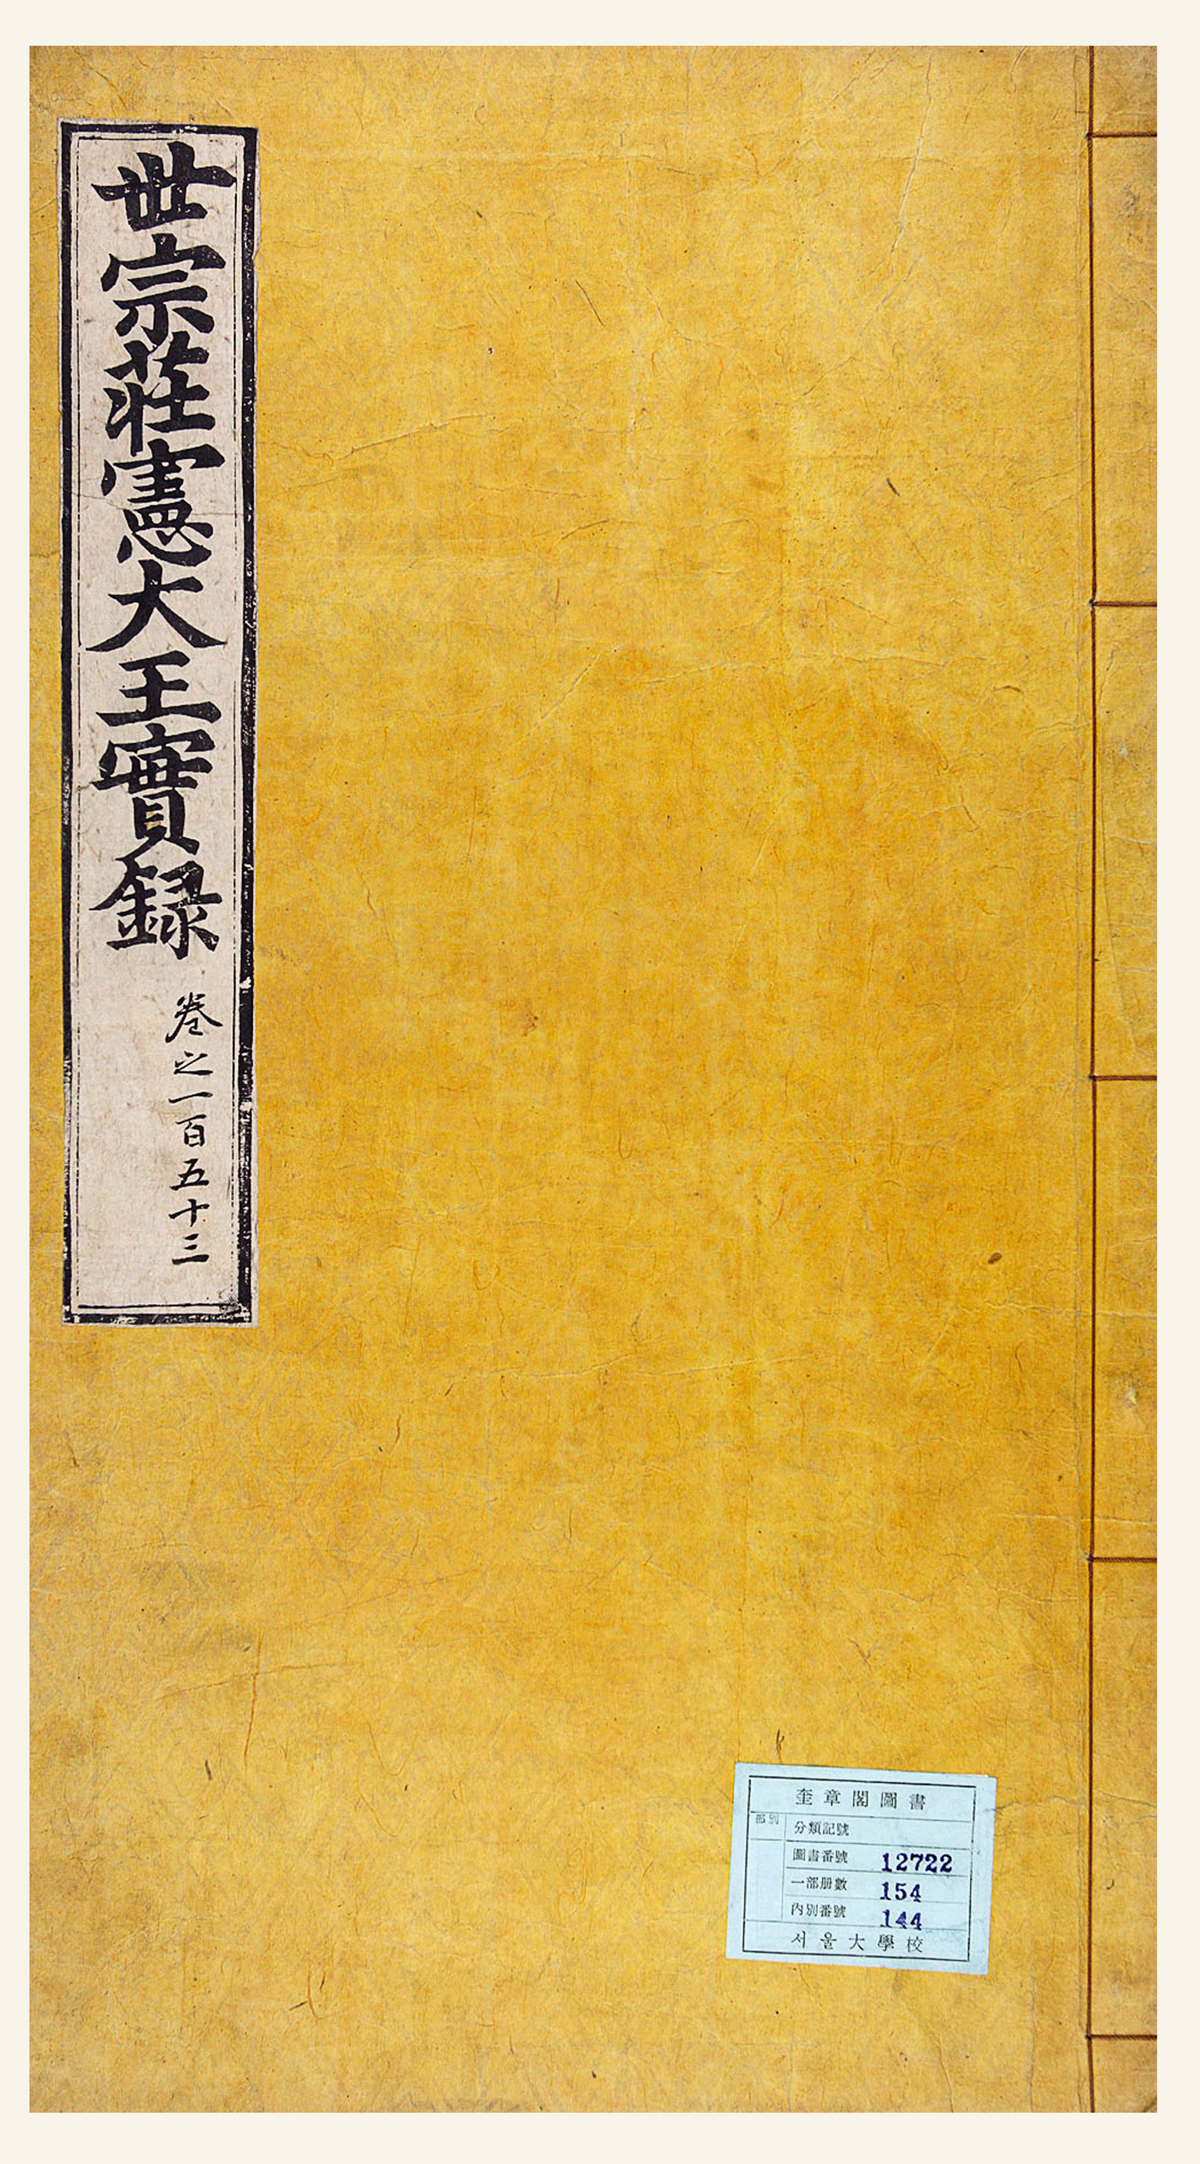 世宗莊憲大王實錄
卷之一百五十三
奎章閣圖書
部別
分類記號
圖書番號 12722
一部册數 154
內別番號 144
서울大學校